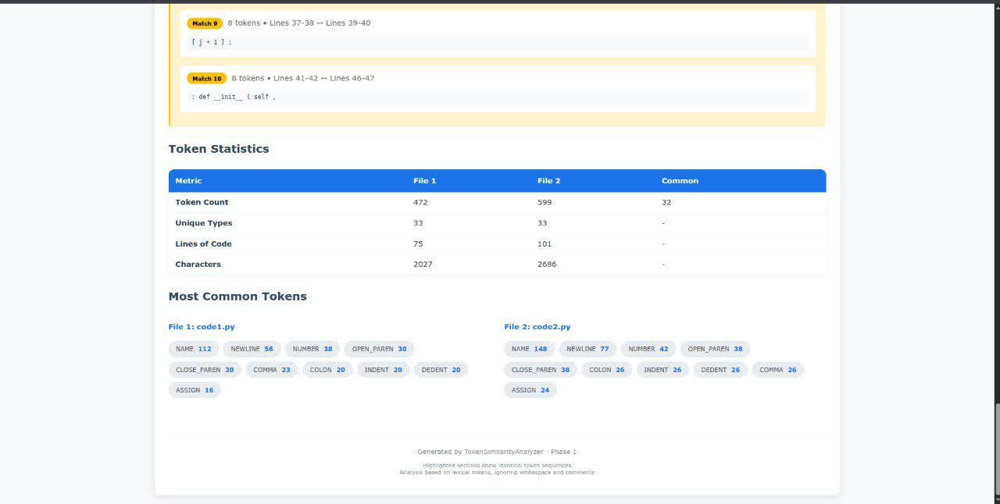 Match 9 8 tokens • Lines 37-38 ↔ Lines 39-40
[ j + 1 ] :
Match 10 8 tokens • Lines 41-42 ↔ Lines 46-47
: def __init__ ( self ,
Token Statistics
Metric File 1 File 2 Common
Token Count 472 599 32
Unique Types 33 33 -
Lines of Code 75 101 -
Characters 2027 2686 -
Most Common Tokens
File 1: code1.py
NAME 112 NEWLINE 56 NUMBER 38 OPEN_PAREN 30
CLOSE_PAREN 30 COMMA 23 COLON 20 INDENT 20 DEDENT 20
ASSIGN 16
File 2: code2.py
NAME 148 NEWLINE 77 NUMBER 42 OPEN_PAREN 38
CLOSE_PAREN 38 COLON 26 INDENT 26 DEDENT 26 COMMA 26
ASSIGN 24
Generated by TokenSimilarityAnalyzer - Phase 1
Highlighted sections show identical token sequences
Analysis based on lexical tokens, ignoring whitespace and comments